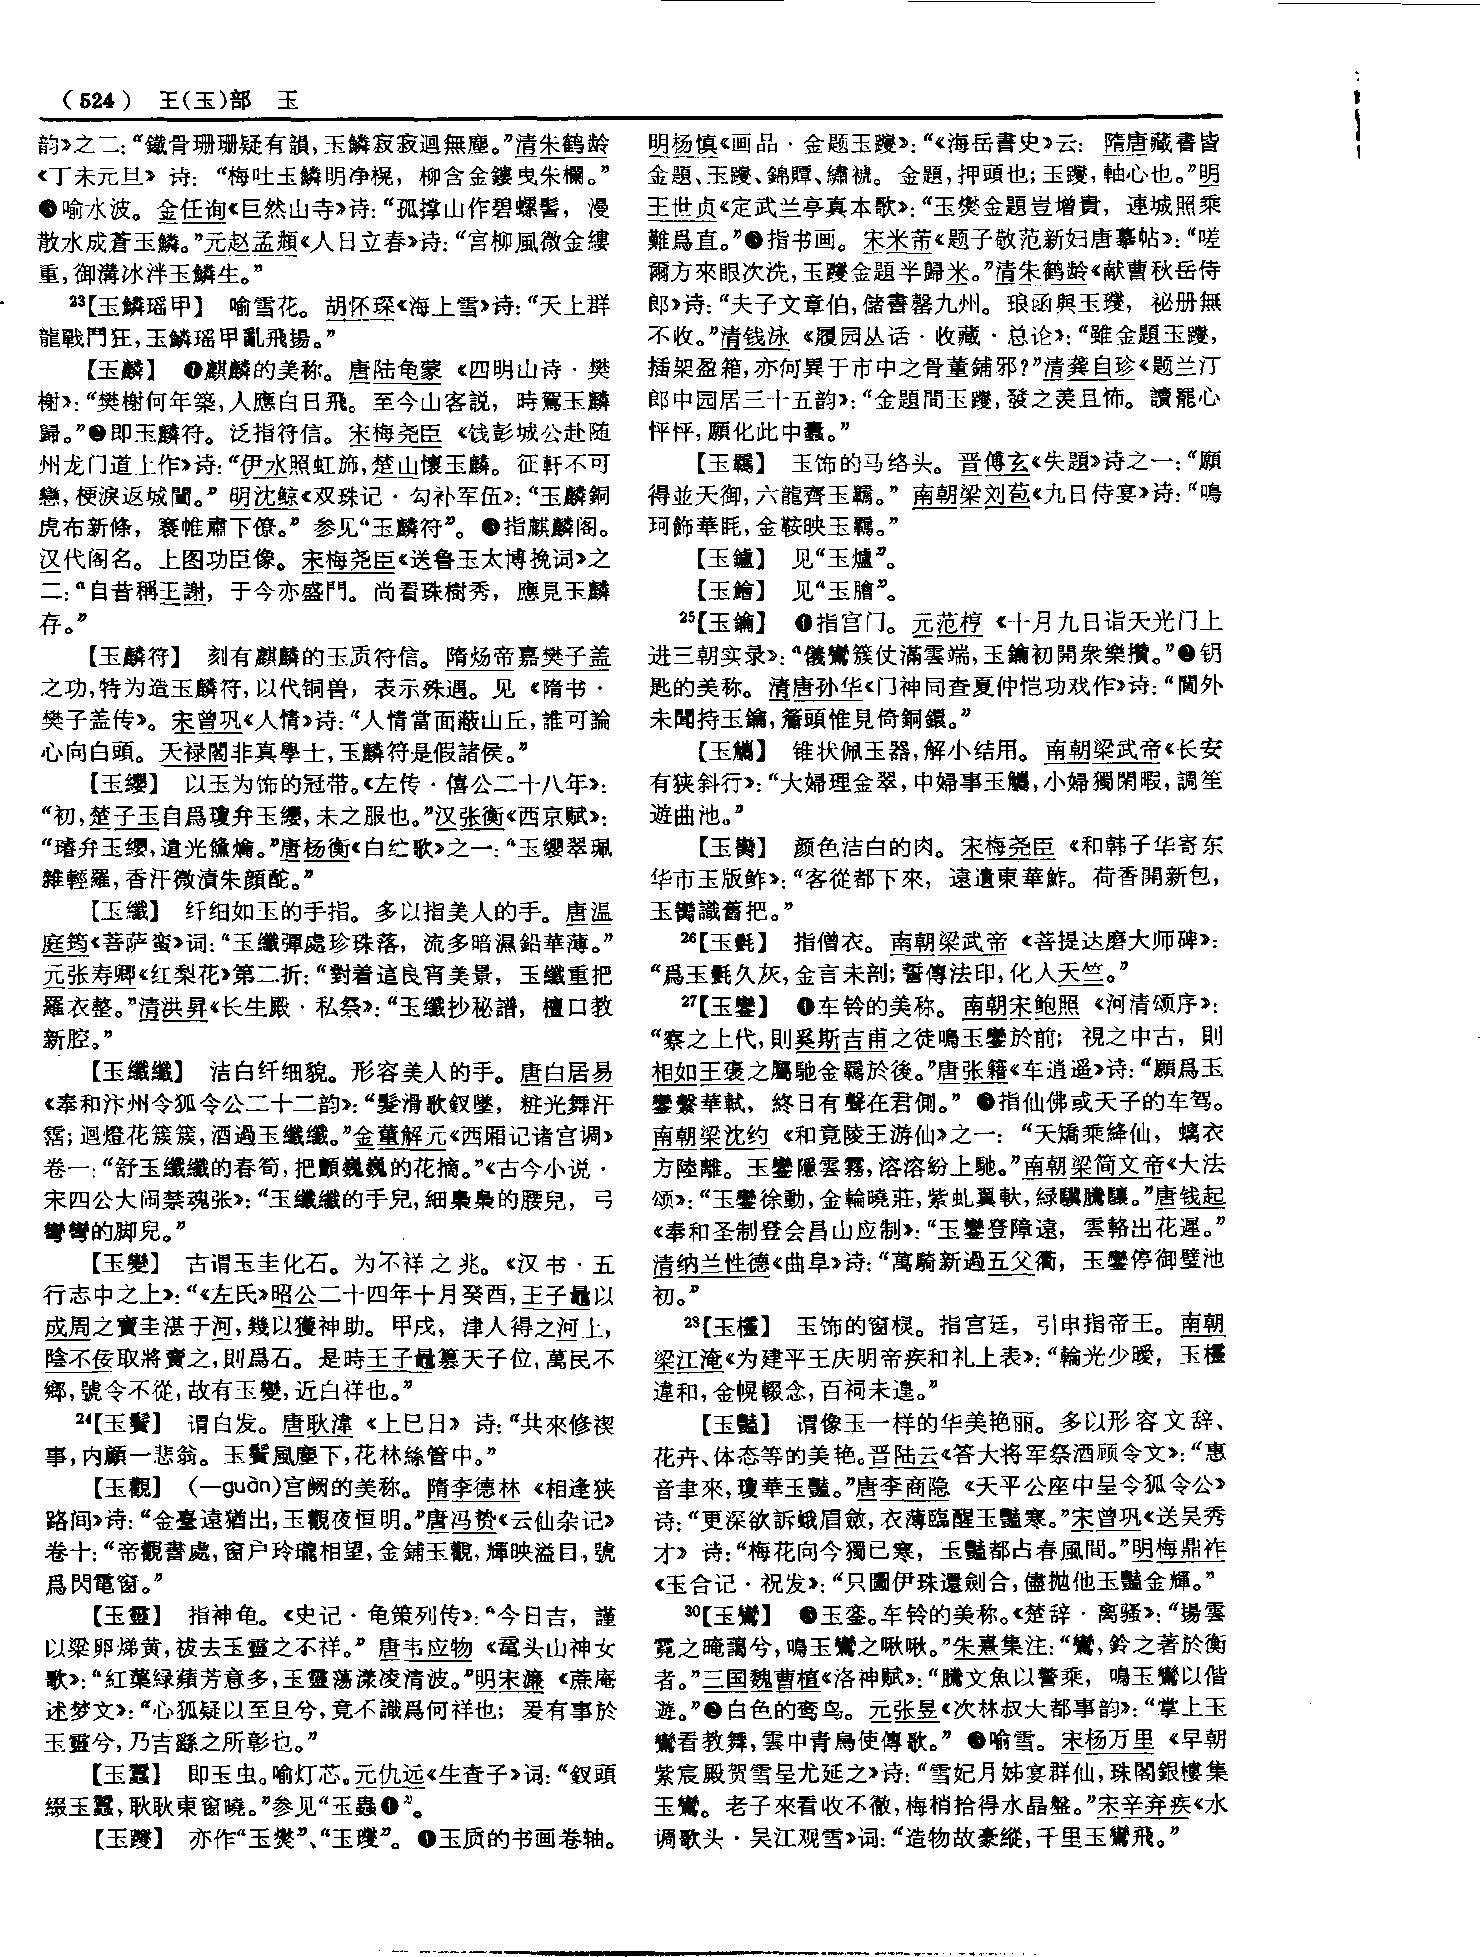 （524） 王(玉)部 玉
韵》之二：“鐵骨珊珊疑有韻，玉鱗寂寂迥無塵。”清朱鹤龄
《丁未元旦》诗：“梅吐玉鱗明净榥，柳含金鏤曳朱欄。”
❸喻水波。金任询《巨然山寺》诗：“孤撑山作碧螺髻，漫
散水成蒼玉鱗。”元赵孟頫《人日立春》诗：“宫柳風微金縷
重，御溝冰泮玉鱗生。”
23【玉鱗瑶甲】 喻雪花。胡怀琛《海上雪》诗：“天上群
龍戰鬥狂，玉鱗瑶甲亂飛揚。”
【玉麟】 ❶麒麟的美称。唐陆龟蒙《四明山诗·樊
榭》：“樊榭何年築，人應白日飛。至今山客説，時駕玉麟
歸。”❷即玉麟符。泛指符信。宋梅尧臣《钱彭城公赴随
州龙门道上作》诗：“伊水照虹旆，楚山懷玉麟。征軒不可
戀，梗淚返城闉。” 明沈鲸《双珠记·勾补军伍》：“玉麟銅
虎布新條，褰帷肅下僚。” 参见“玉麟符”。❸指麒麟阁。
汉代阁名。上图功臣像。宋梅尧臣《送鲁玉太博挽词》之
二：“自昔稱王謝，于今亦盛門。尚看珠樹秀，應見玉麟
存。”
【玉麟符】 刻有麒麟的玉质符信。隋炀帝嘉樊子盖
之功，特为造玉麟符，以代铜兽，表示殊遇。见《隋书·
樊子盖传》。宋曾巩《人情》诗：“人情當面蔽山丘，誰可論
心向白頭。天禄閣非真學士，玉麟符是假諸侯。”
【玉缨】 以玉为饰的冠带。《左传·僖公二十八年》：
“初，楚子玉自爲瓊弁玉纓，未之服也。”汉张衡《西京赋》：
“璿弁玉纓，遺光儵爚。”唐杨衡《白纻歌》之一：“玉纓翠珮
雜輕羅，香汗微漬朱顔酡。”
【玉纖】 纤细如玉的手指。多以指美人的手。唐温
庭筠《菩萨蛮》词：“玉纖彈處珍珠落，流多暗濕鉛華薄。”
元张寿卿《红梨花》第二折：“對着這良宵美景，玉纖重把
羅衣整。”清洪昇《长生殿·私祭》：“玉纖抄秘譜，檀口教
新腔。”
【玉纖纖】 洁白纤细貌。形容美人的手。唐白居易
《奉和汴州令狐令公二十二韵》：“髮滑歌釵墜，粧光舞汗
霑；迴燈花簇簇，酒過玉纖纖。”金董解元《西厢记诸宫调》
卷一：“舒玉纖纖的春筍，把顫巍巍的花摘。”《古今小说·
宋四公大闹禁魂张》：“玉纖纖的手兒，細裊裊的腰兒，弓
彎彎的脚兒。”
【玉變】 古谓玉圭化石。为不祥之兆。《汉书·五
行志中之上》：“《左氏》昭公二十四年十月癸酉，王子鼂以
成周之寶圭湛于河，幾以獲神助。甲戌，津人得之河上，
陰不佞取將賣之，則爲石。是時王子鼂篡天子位，萬民不
鄉，號令不從，故有玉變，近白祥也。”
24【玉鬢】 谓白发。唐耿湋《上巳日》诗：“共來修禊
事，内顧一悲翁。玉鬢風塵下，花林絲管中。”
【玉觀】 （—guàn）宫阙的美称。隋李德林《相逢狭
路间》诗：“金臺遠猶出，玉觀夜恒明。”唐冯贽《云仙杂记》
卷十：“帝觀書處，窗户玲瓏相望，金鋪玉觀，輝映溢目，號
爲閃電窗。”
【玉靈】 指神龟。《史记·龟策列传》：“今日吉，謹
以梁卵焍黄，祓去玉靈之不祥。” 唐韦应物《鼋头山神女
歌》：“紅葉緑蘋芳意多，玉靈蕩漾凌清波。”明宋濂《蔗庵
述梦文》：“心狐疑以至旦兮，竟不識爲何祥也；爰有事於
玉靈兮，乃吉繇之所彰也。”
【玉蠶】 即玉虫。喻灯芯。元仇远《生查子》词：“釵頭
綴玉蠶，耿耿東窗曉。”参见“玉蟲❶”。
【玉躞】 亦作“玉燮”、“玉璎”。❶玉质的书画卷轴。
明杨慎《画品·金题玉躞》：“《海岳書史》云：隋唐藏書皆
金題、玉躞、錦贉、繡褫。金題，押頭也；玉躞，軸心也。”明
王世贞《定武兰亭真本歌》：“玉燮金題豈增貴，連城照乘
難爲直。”❷指书画。宋米芾《题子敬范新妇唐摹帖》：“嗟
爾方來眼次洗，玉躞金題半歸米。”清朱鹤龄《献曹秋岳侍
郎》诗：“夫子文章伯，儲書罄九州。琅函與玉躞，祕册無
不收。”清钱泳《履园丛话·收藏·总论》：“雖金題玉躞，
插架盈箱，亦何異于市中之骨董鋪邪？”清龚自珍《题兰汀
郎中园居三十五韵》：“金題間玉躞，發之羡且怖。讀罷心
怦怦，願化此中蠹。”
【玉羈】 玉饰的马络头。晋傅玄《失题》诗之一：“願
得並天御，六龍齊玉羈。” 南朝梁刘苞《九日侍宴》诗：“鳴
珂飾華眊，金鞍映玉羈。”
【玉鑪】 见“玉爐”。
【玉鱠】 见“玉膾”。
25【玉鑰】 ❶指宫门。元范梈《十月九日诣天光门上
进三朝实录》：“儀鸞簇仗滿雲端，玉鑰初開衆樂攢。”❷钥
匙的美称。清唐孙华《门神同查夏仲恺功戏作》诗：“閫外
未聞持玉鑰，簷頭惟見倚銅鐶。”
【玉觿】 锥状佩玉器，解小结用。南朝梁武帝《长安
有狭斜行》：“大婦理金翠，中婦事玉觿，小婦獨閑暇，調笙
遊曲池。”
【玉臠】 颜色洁白的肉。宋梅尧臣《和韩子华寄东
华市玉版鲊》：“客從都下來，遠遺東華鮓。荷香開新包，
玉臠識舊把。”
26【玉氎】 指僧衣。南朝梁武帝《菩提达磨大师碑》：
“爲玉氎久灰，金言未剖；誓傳法印，化人天竺。”
27【玉鑾】 ❶车铃的美称。南朝宋鲍照《河清颂序》：
“察之上代，則奚斯吉甫之徒鳴玉鑾於前；視之中古，則
相如王褒之屬馳金羈於後。”唐张籍《车逍遥》诗：“願爲玉
鑾繫華軾，終日有聲在君側。” ❷指仙佛或天子的车驾。
南朝梁沈约《和竟陵王游仙》之一：“天矯乘絳仙，螭衣
方陸離。玉鑾隱雲霧，溶溶紛上馳。”南朝梁简文帝《大法
颂》：“玉鑾徐動，金輪曉莊，紫虬翼軑，緑驥騰驤。”唐钱起
《奉和圣制登会昌山应制》：“玉鑾登障遠，雲輅出花遲。”
清纳兰性德《曲阜》诗：“萬騎新過五父衢，玉鑾停御璧池
初。”
28【玉櫺】 玉饰的窗棂。指宫廷，引申指帝王。南朝
梁江淹《为建平王庆明帝疾和礼上表》：“輪光少曖，玉櫺
違和，金幌輟念，百祠未遑。”
【玉豔】 谓像玉一样的华美艳丽。多以形容文辞、
花卉、体态等的美艳。晋陆云《答大将军祭酒顾令文》：“惠
音聿來，瓊華玉豔。”唐李商隐《天平公座中呈令狐令公》
诗：“更深欲訴蛾眉斂，衣薄臨醒玉豔寒。”宋曾巩《送吴秀
才》诗：“梅花向今獨已寒，玉豔都占春風間。”明梅鼎祚
《玉合记·祝发》：“只圖伊珠還劍合，儘抛他玉豔金輝。”
30【玉鸞】 ❶玉銮。车铃的美称。《楚辞·离骚》：“揚雲
霓之晻藹兮，鳴玉鸞之啾啾。”朱熹集注：“鸞，鈴之著於衡
者。”三国魏曹植《洛神赋》：“騰文魚以警乘，鳴玉鸞以偕
逝。”❷白色的鸾鸟。元张昱《次林叔大都事韵》：“掌上玉
鸞看教舞，雲中青鳥使傳歌。” ❸喻雪。宋杨万里《早朝
紫宸殿贺雪呈尤延之》诗：“雪妃月姊宴群仙，珠閣銀樓集
玉鸞。老子來看收不徹，梅梢拾得水晶盤。”宋辛弃疾《水
调歌头·吴江观雪》词：“造物故豪縱，千里玉鸞飛。”